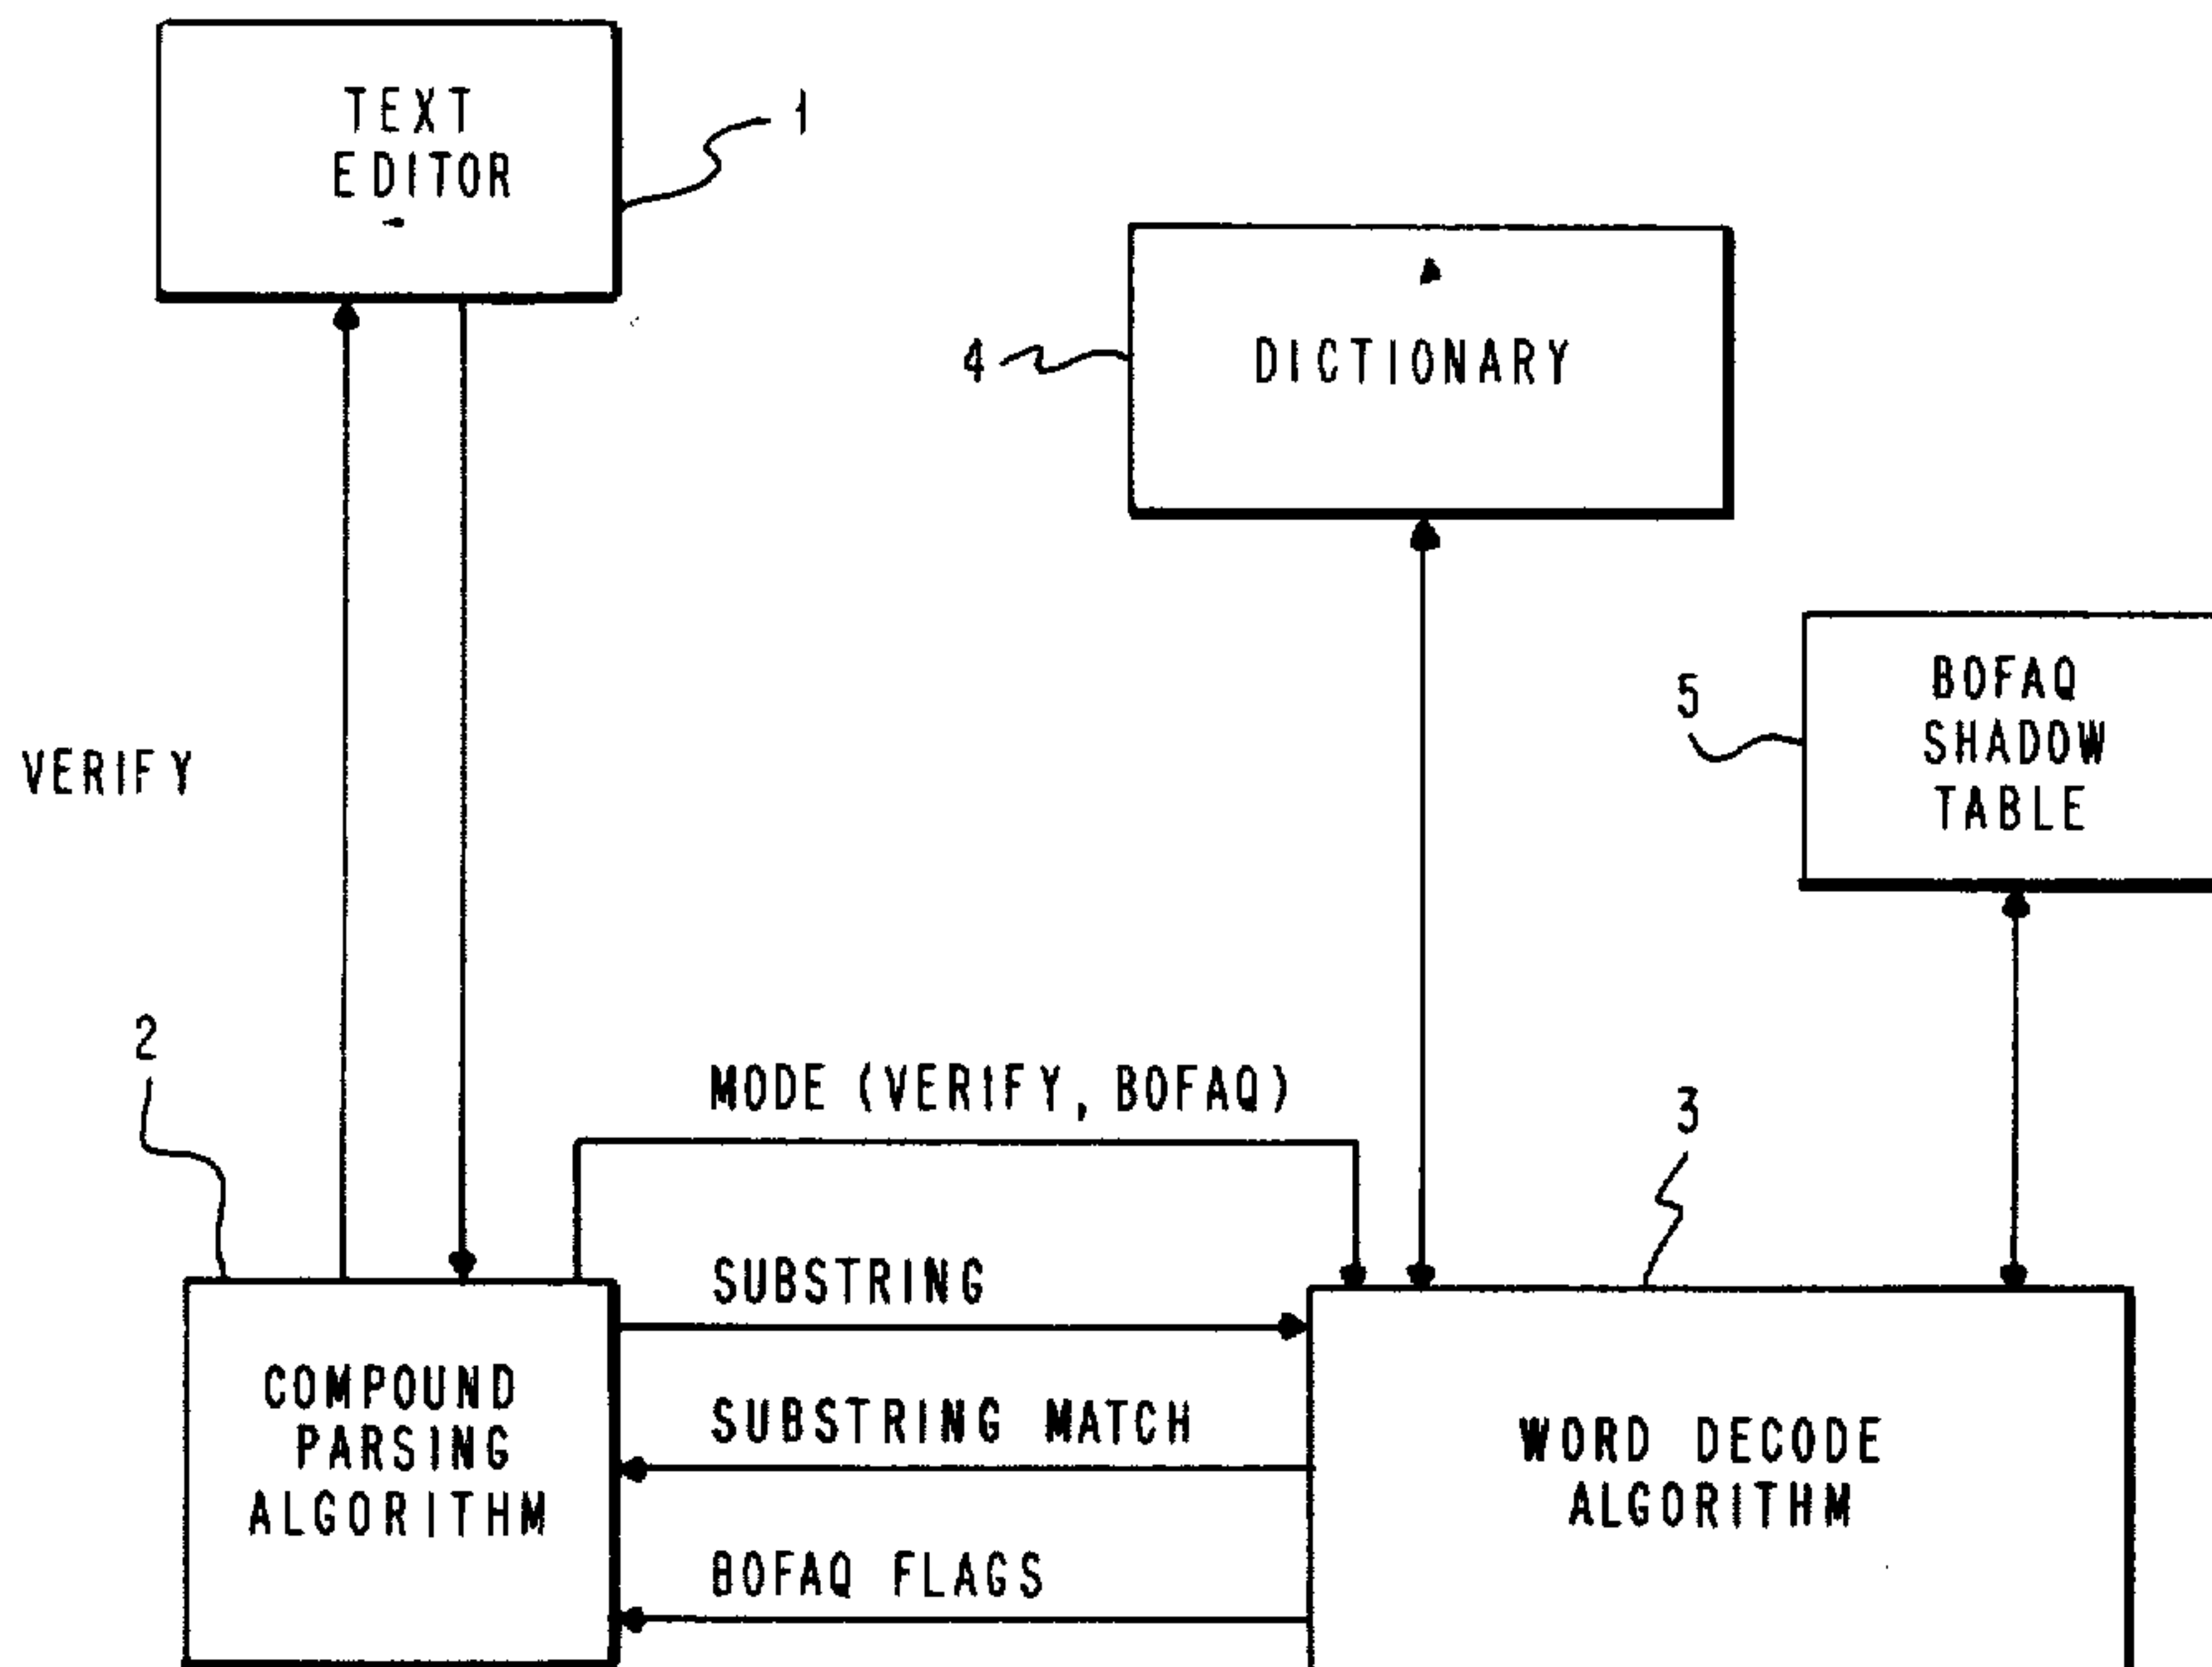 TEXT
EDITOR
1
4
DICTIONARY
5
BOFAQ
SHADOW
TABLE
VERIFY
2
MODE (VERIFY, BOFAQ)
3
SUBSTRING
COMPOUND
PARSING
ALGORITHM
SUBSTRING MATCH
WORD DECODE
ALGORITHM
BOFAQ FLAGS